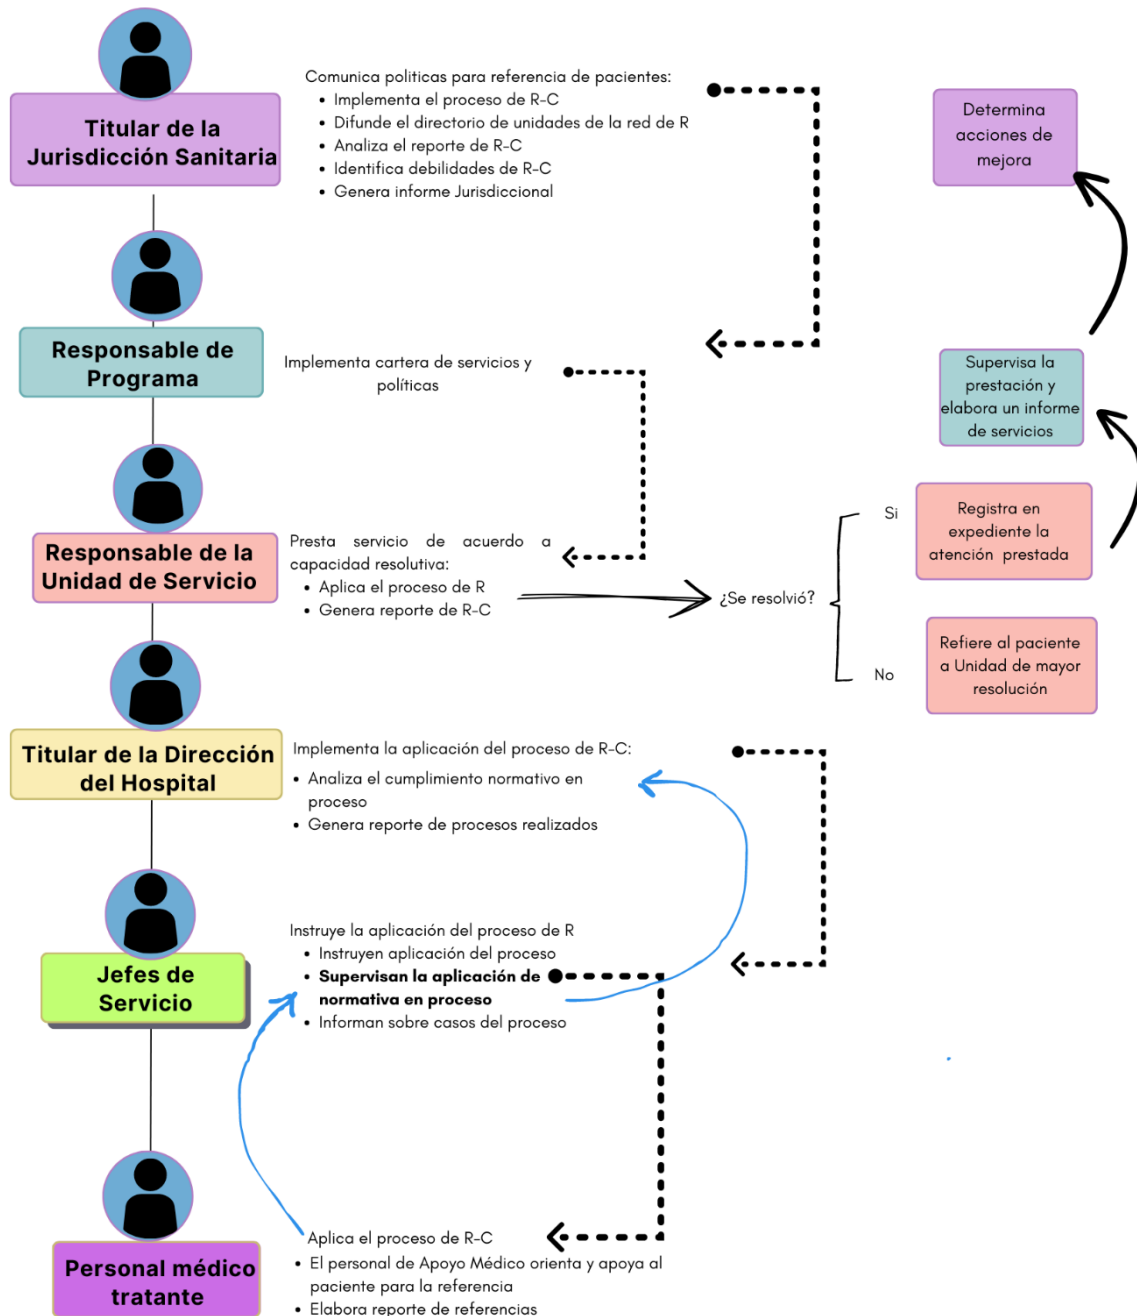 Titular de la
Jurisdicción Sanitaria
Comunica politicas para referencia de pacientes:
• Implementa el proceso de R-C
• Difunde el directorio de unidades de la red de R
• Analiza el reporte de R-C
• Identifica debilidades de R-C
• Genera informe Jurisdiccional
Determina
acciones de
mejora
Responsable de
Programa
Implementa cartera de servicios y
políticas
Supervisa la
prestación y
elabora un informe
de servicios
Responsable de la
Unidad de Servicio
Presta servicio de acuerdo a
capacidad resolutiva:
• Aplica el proceso de R
• Genera reporte de R-C
¿Se resolvió?
Si
Registra en
expediente la
atención prestada
No
Refiere al paciente
a Unidad de mayor
resolución
Titular de la Dirección
del Hospital
Implementa la aplicación del proceso de R-C:
• Analiza el cumplimiento normativo en
proceso
• Genera reporte de procesos realizados
Jefes de
Servicio
Instruye la aplicación del proceso de R
• Instruyen aplicación del proceso
• Supervisan la aplicación de
normativa en proceso
• Informan sobre casos del proceso
Personal médico
tratante
Aplica el proceso de R-C
• El personal de Apoyo Médico orienta y apoya al
paciente para la referencia
• Elabora reporte de referencias